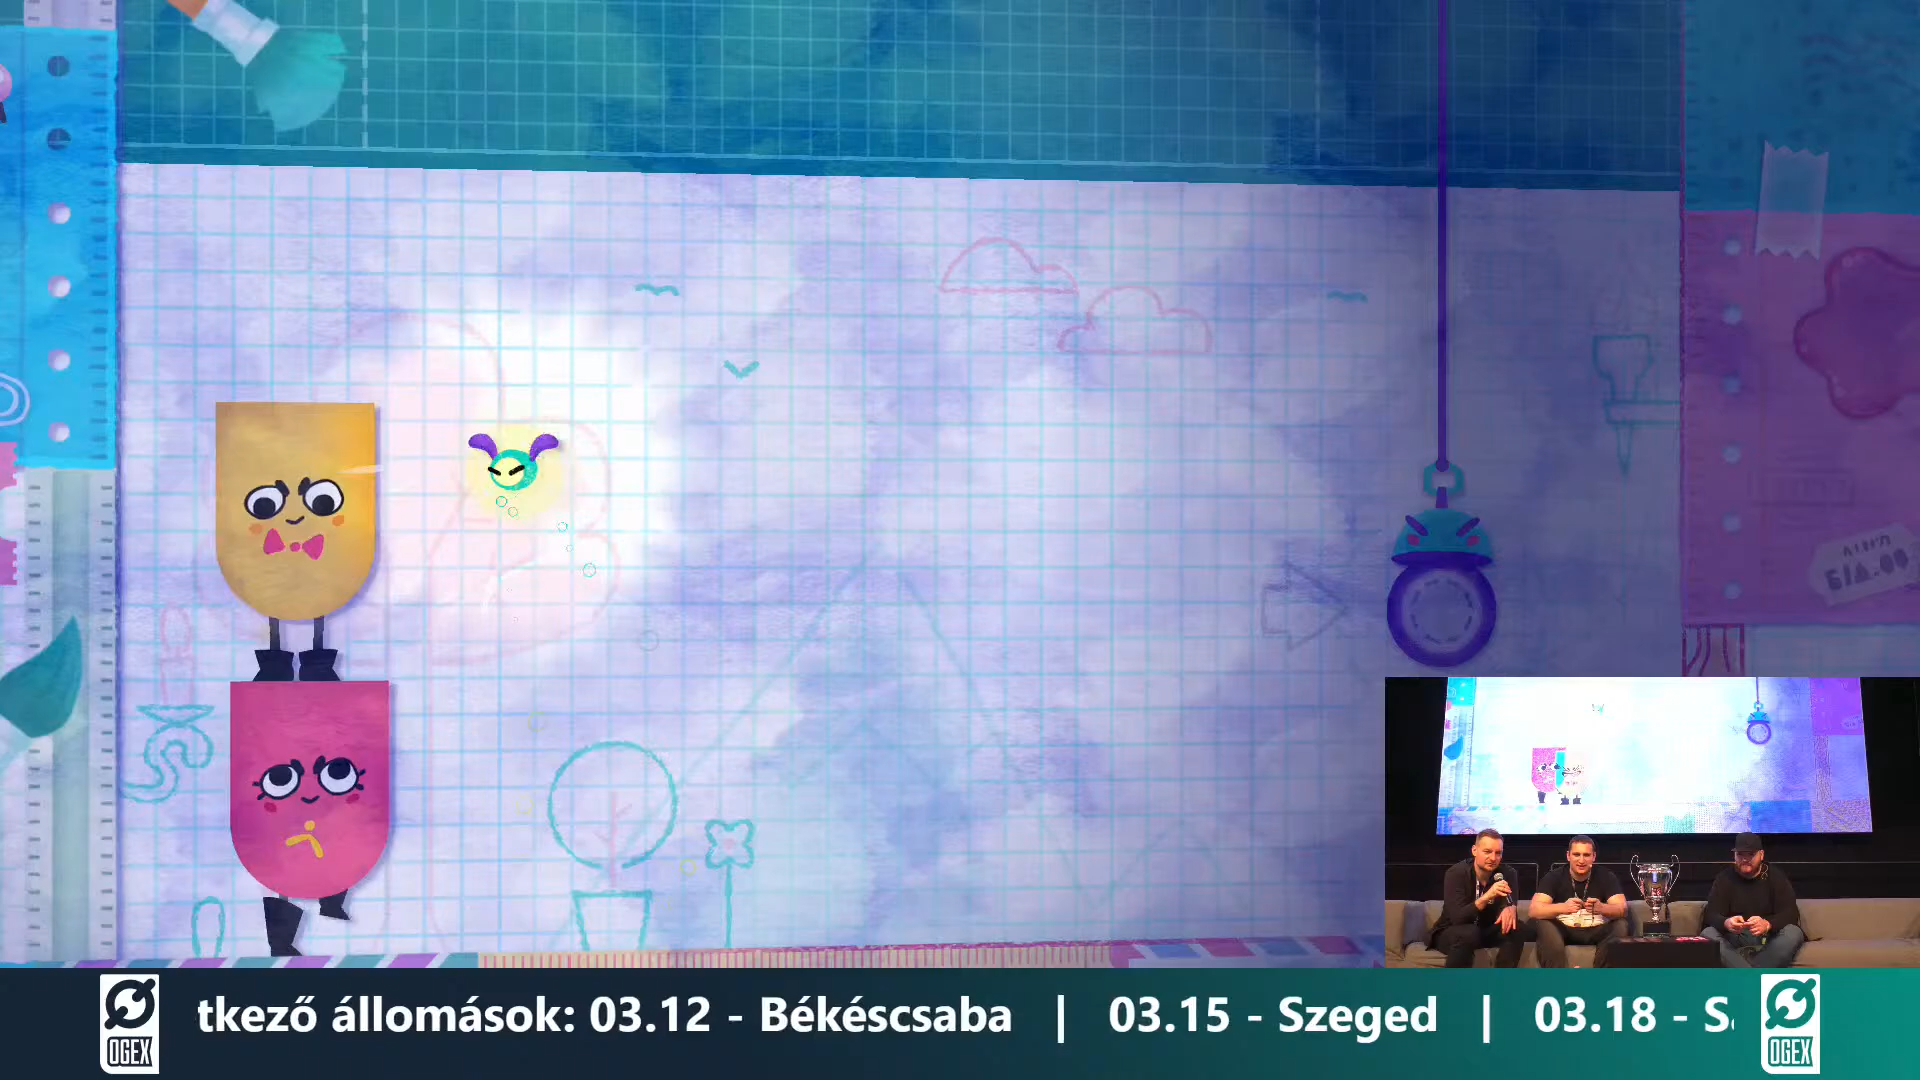 tkező állomások: 03.12 - Békéscsaba | 03.15 - Szeged | 03.18 -
OGEX
OGEX